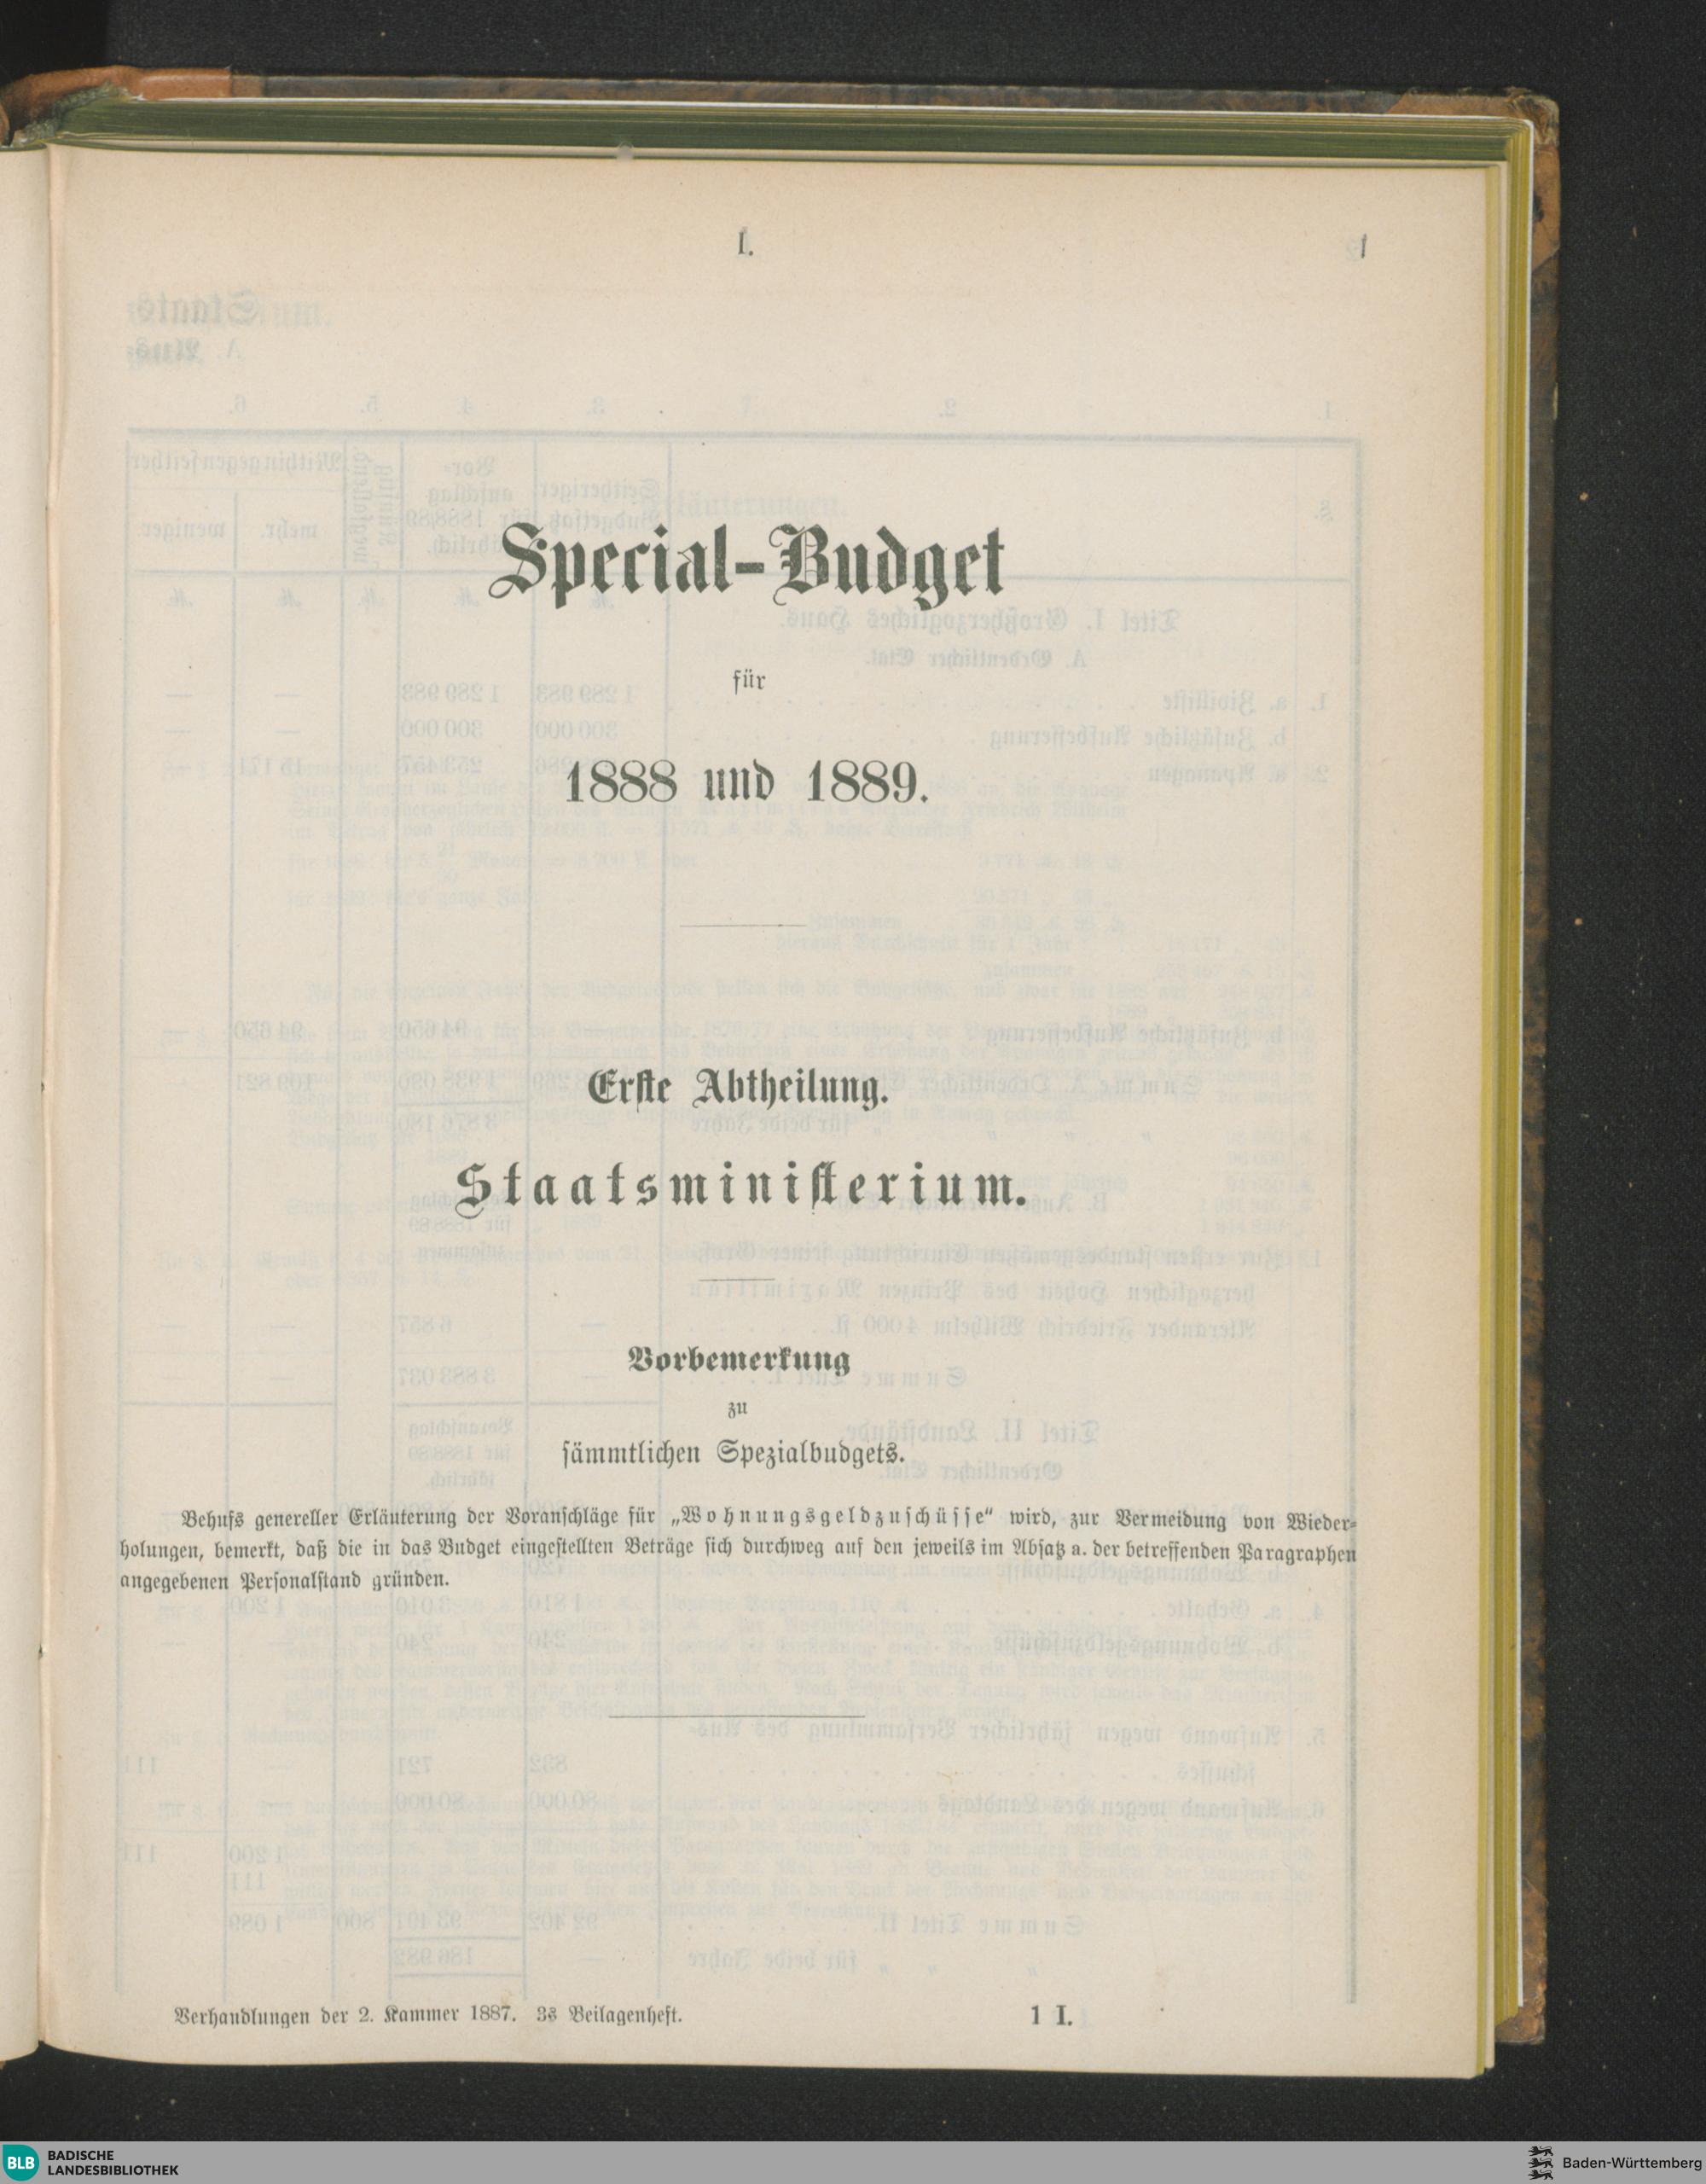 I.
1
Special-Budget
für
1888 und 1889.
Erste Abtheilung.
Staatsministerium.
Vorbemerkung
zu
sämmtlichen Spezialbudgets.
Behufs genereller Erläuterung der Voranschläge für „Wohnungsgeldzuschüsse“ wird, zur Vermeidung von Wieder-
holungen, bemerkt, daß die in das Budget eingestellten Beträge sich durchweg auf den jeweils im Absatz a. der betreffenden Paragraphen
angegebenen Personalstand gründen.
Verhandlungen der 2. Kammer 1887. 3s Beilagenheft.
1 I.
BLB BADISCHE
LANDESBIBLIOTHEK
Baden-Württemberg